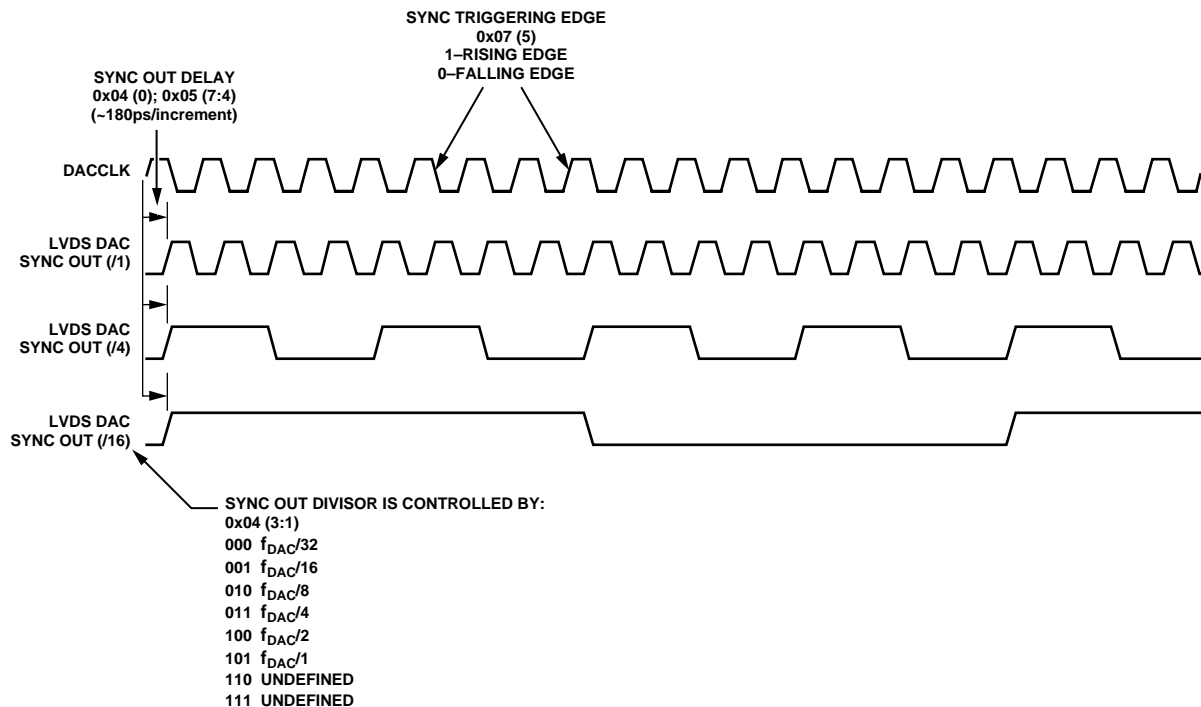 SYNC TRIGGERING EDGE
0x07 (5)
1–RISING EDGE
0–FALLING EDGE
SYNC OUT DELAY
0x04 (0); 0x05 (7:4)
(~180ps/increment)
DACCLK
LVDS DAC
SYNC OUT (/1)
LVDS DAC
SYNC OUT (/4)
LVDS DAC
SYNC OUT (/16)
SYNC OUT DIVISOR IS CONTROLLED BY:
0x04 (3:1)
000 fDAC/32
001 fDAC/16
010 fDAC/8
011 fDAC/4
100 fDAC/2
101 fDAC/1
110 UNDEFINED
111 UNDEFINED